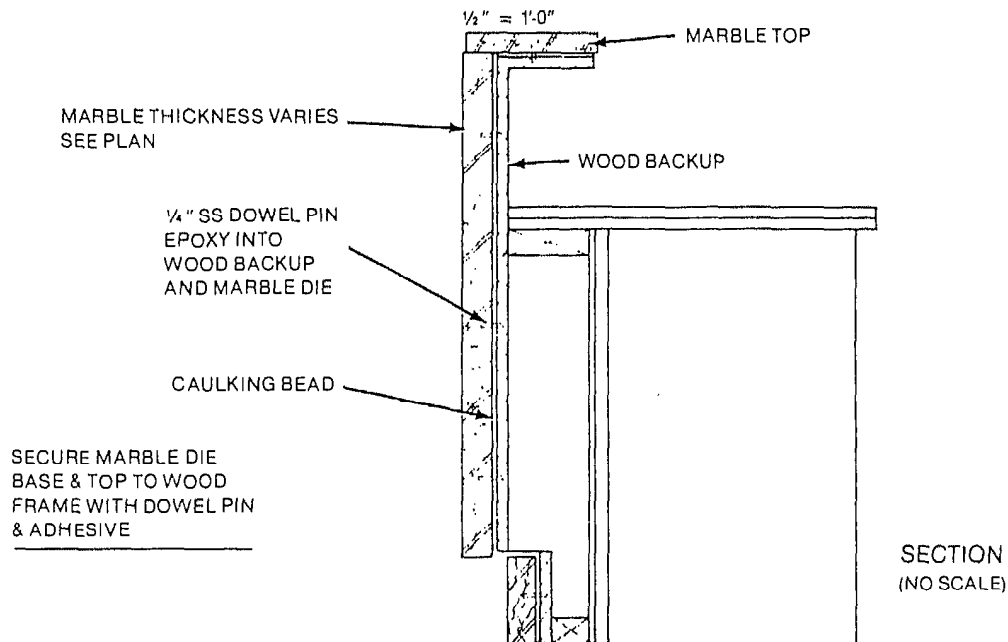 ½" = 1'-0"
MARBLE TOP
MARBLE THICKNESS VARIES
SEE PLAN
WOOD BACKUP
¼" SS DOWEL PIN
EPOXY INTO
WOOD BACKUP
AND MARBLE DIE
CAULKING BEAD
SECURE MARBLE DIE
BASE & TOP TO WOOD
FRAME WITH DOWEL PIN
& ADHESIVE
SECTION
(NO SCALE)